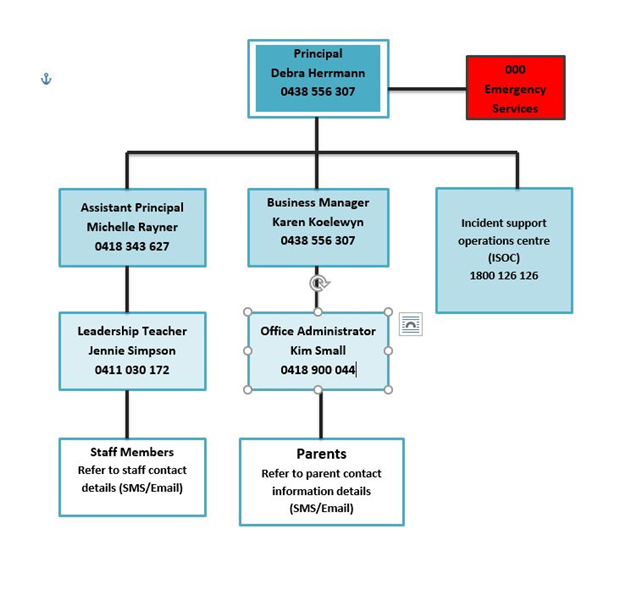 Principal
Debra Herrmann
0438 556 307
000
Emergency
Services
Assistant Principal
Michelle Rayner
0418 343 627
Business Manager
Karen Koelewyn
0438 556 307
Incident support
operations centre
(ISOC)
1800 126 126
Leadership Teacher
Jennie Simpson
0411 030 172
Office Administrator
Kim Small
0418 900 044
Staff Members
Refer to staff contact
details (SMS/Email)
Parents
Refer to parent contact
information details
(SMS/Email)